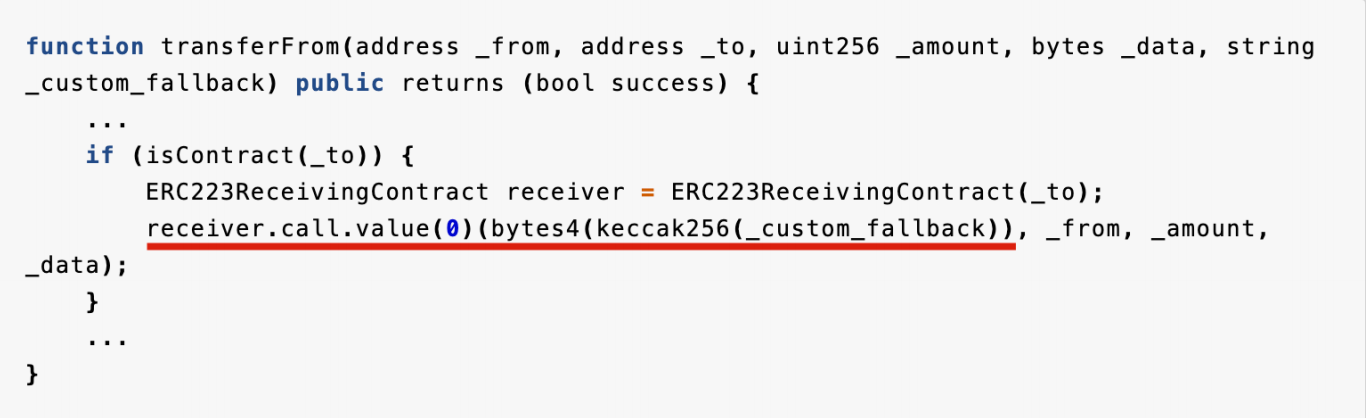 function transferFrom(address _from, address _to, uint256 _amount, bytes _data, string
_custom_fallback) public returns (bool success) {
...
if (isContract(_to)) {
ERC223ReceivingContract receiver = ERC223ReceivingContract(_to);
receiver.call.value(0)(bytes4(keccak256(_custom_fallback)), _from, _amount,
_data);
}
...
}